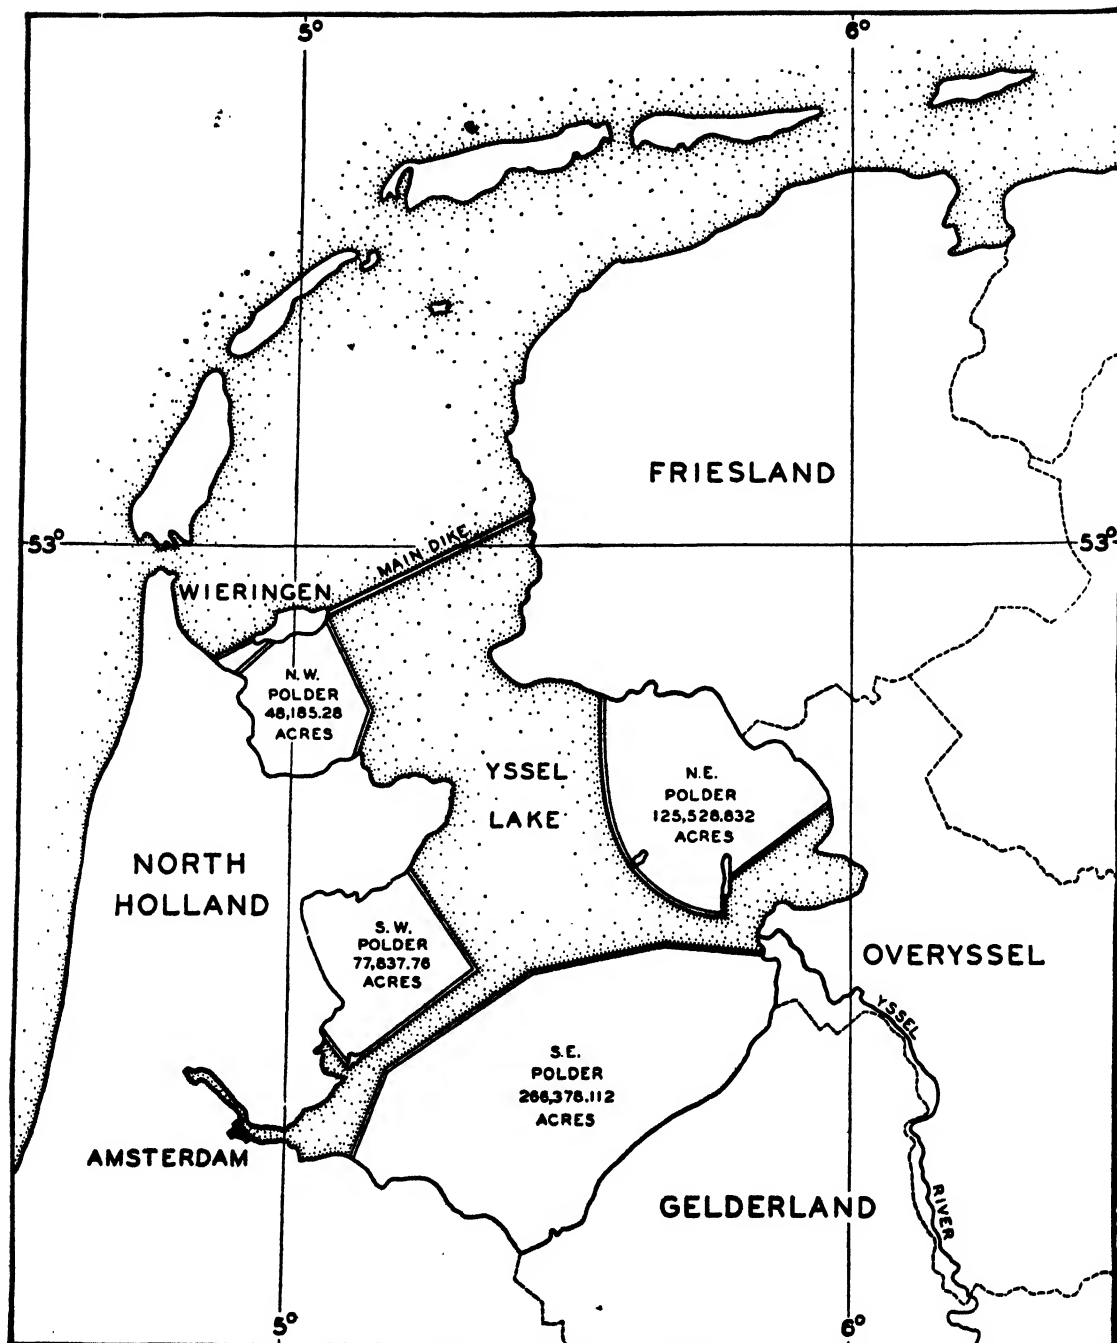 5°
6°
FRIESLAND
53°
53°
MAIN DIKE
WIERINGEN
N.W.
POLDER
48,185.28
ACRES
YSSEL
LAKE
N.E.
POLDER
125,528.832
ACRES
NORTH
HOLLAND
S.W.
POLDER
77,837.76
ACRES
OVERYSSEL
YSSEL
RIVER
S.E.
POLDER
266,378.112
ACRES
AMSTERDAM
GELDERLAND
5°
6°